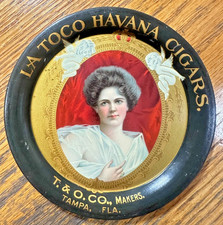 LA TOCO HAVANA CIGARS.
T. & O. CO., MAKERS.
TAMPA, FLA.